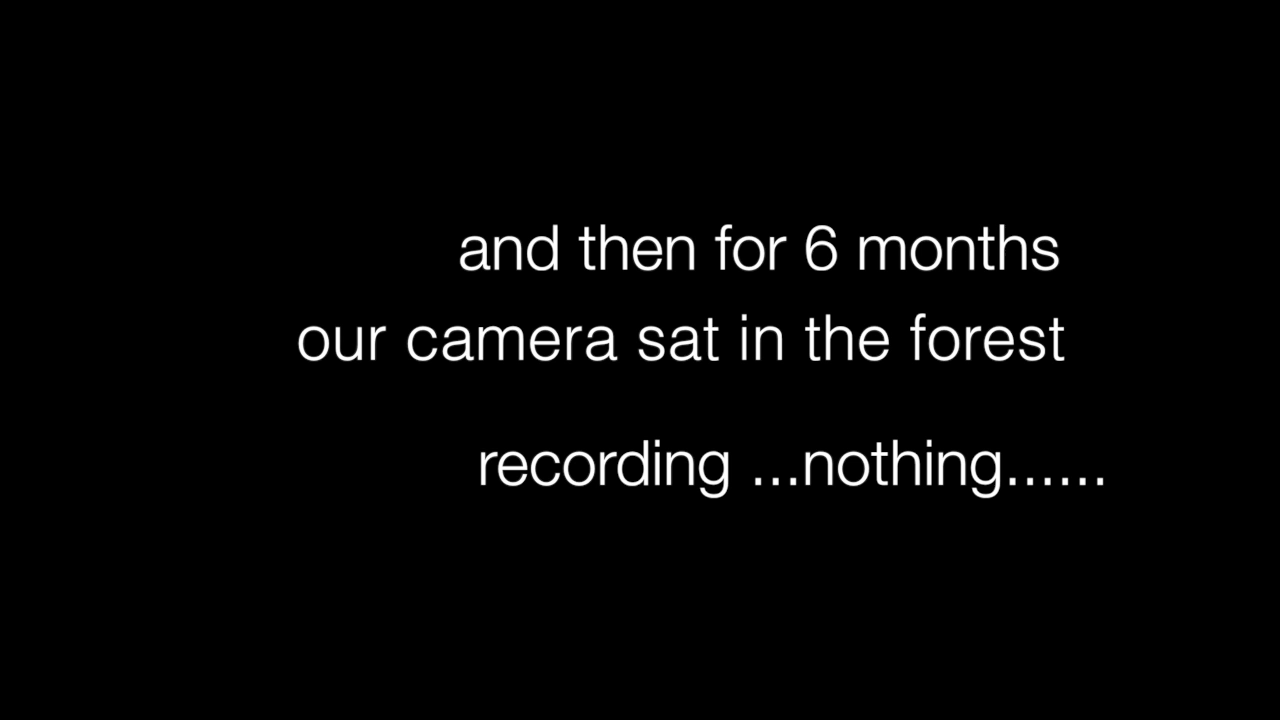 and then for 6 months
our camera sat in the forest
recording ...nothing......